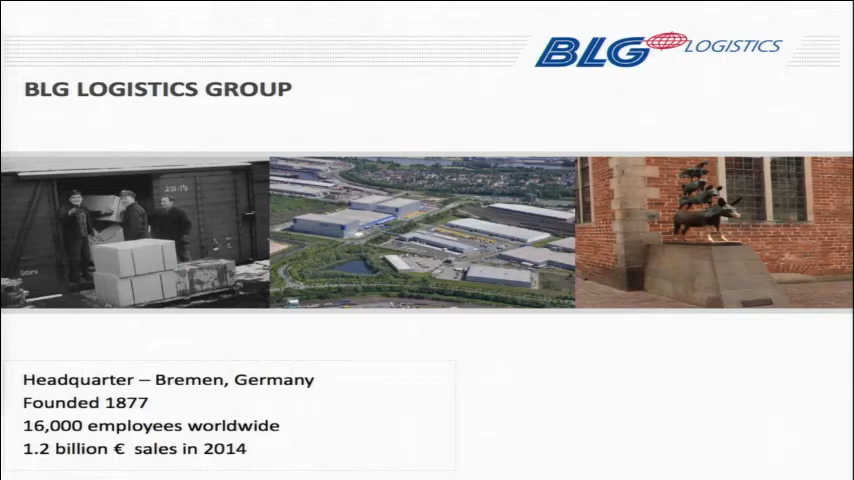 BLG LOGISTICS
BLG LOGISTICS GROUP
Headquarter – Bremen, Germany
Founded 1877
16,000 employees worldwide
1.2 billion € sales in 2014